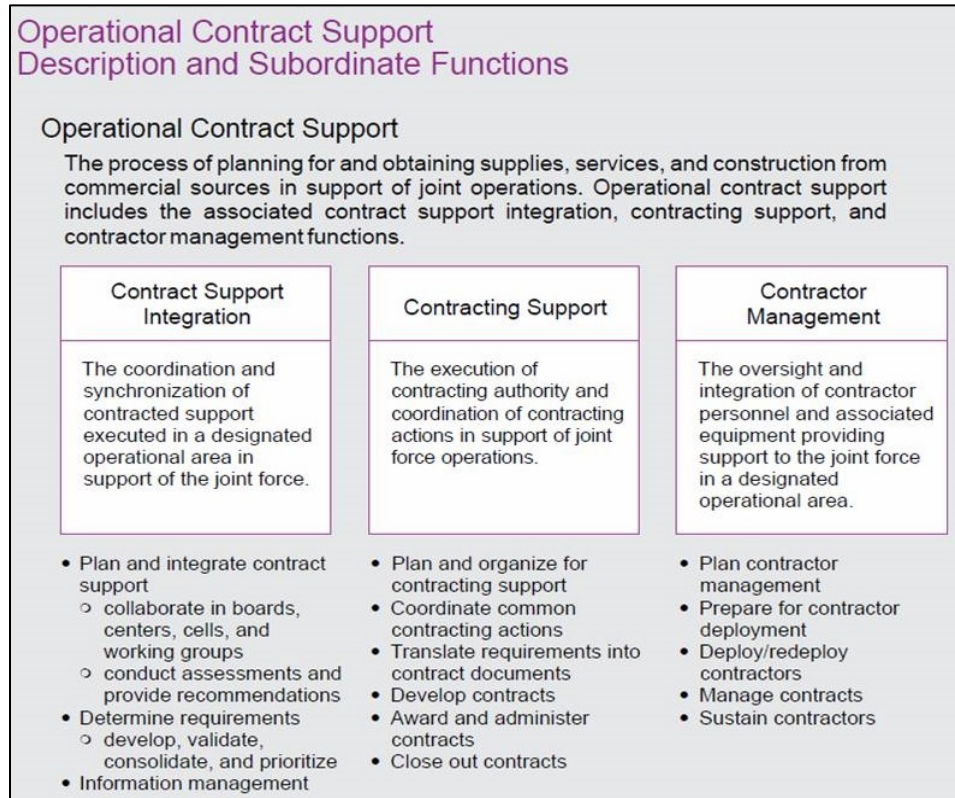 Operational Contract Support
Description and Subordinate Functions
Operational Contract Support
The process of planning for and obtaining supplies, services, and construction from
commercial sources in support of joint operations. Operational contract support
includes the associated contract support integration, contracting support, and
contractor management functions.
Contract Support
Integration
The coordination and
synchronization of
contracted support
executed in a designated
operational area in
support of the joint force.
• Plan and integrate contract
support
○ collaborate in boards,
centers, cells, and
working groups
○ conduct assessments and
provide recommendations
• Determine requirements
○ develop, validate,
consolidate, and prioritize
• Information management
Contracting Support
The execution of
contracting authority and
coordination of contracting
actions in support of joint
force operations.
• Plan and organize for
contracting support
• Coordinate common
contracting actions
• Translate requirements into
contract documents
• Develop contracts
• Award and administer
contracts
• Close out contracts
Contractor
Management
The oversight and
integration of contractor
personnel and associated
equipment providing
support to the joint force
in a designated
operational area.
• Plan contractor
management
• Prepare for contractor
deployment
• Deploy/redeploy
contractors
• Manage contracts
• Sustain contractors